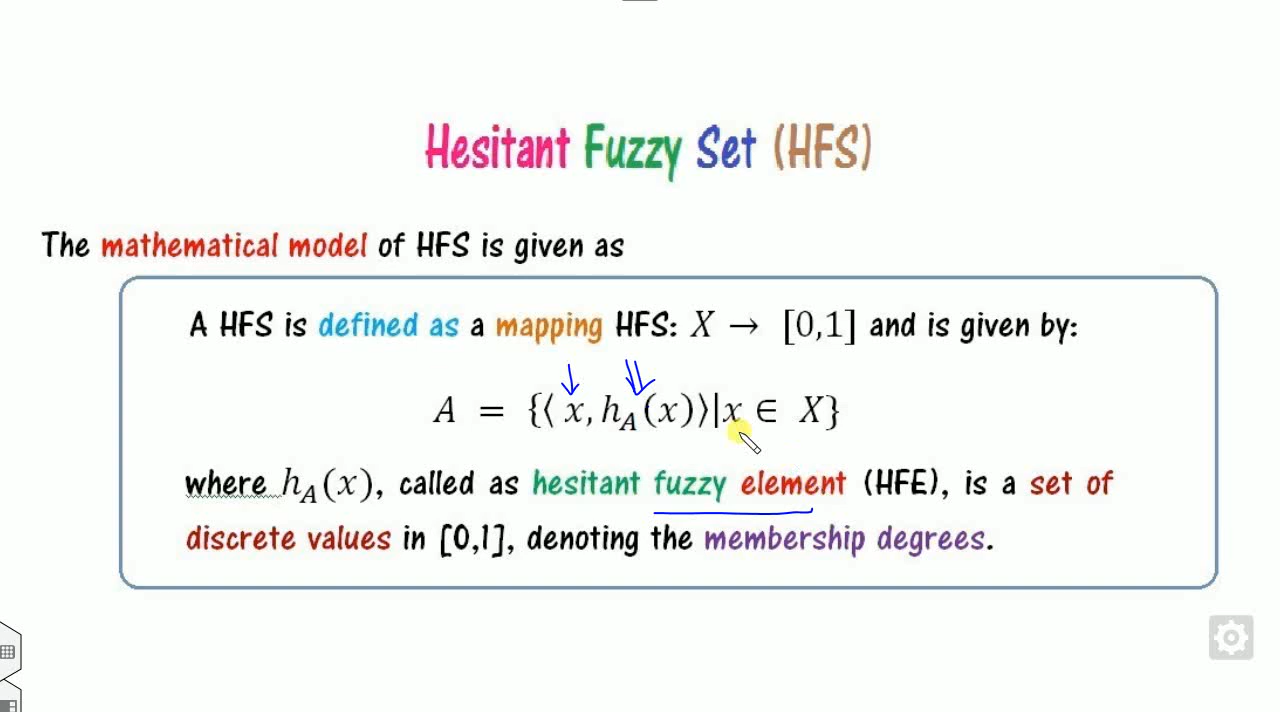 Hesitant Fuzzy Set (HFS)
The mathematical model of HFS is given as
A HFS is defined as a mapping HFS: X → [0,1] and is given by:
A = {⟨ x, h_A(x)⟩|x ∈ X}
where h_A(x), called as hesitant fuzzy element (HFE), is a set of
discrete values in [0,1], denoting the membership degrees.